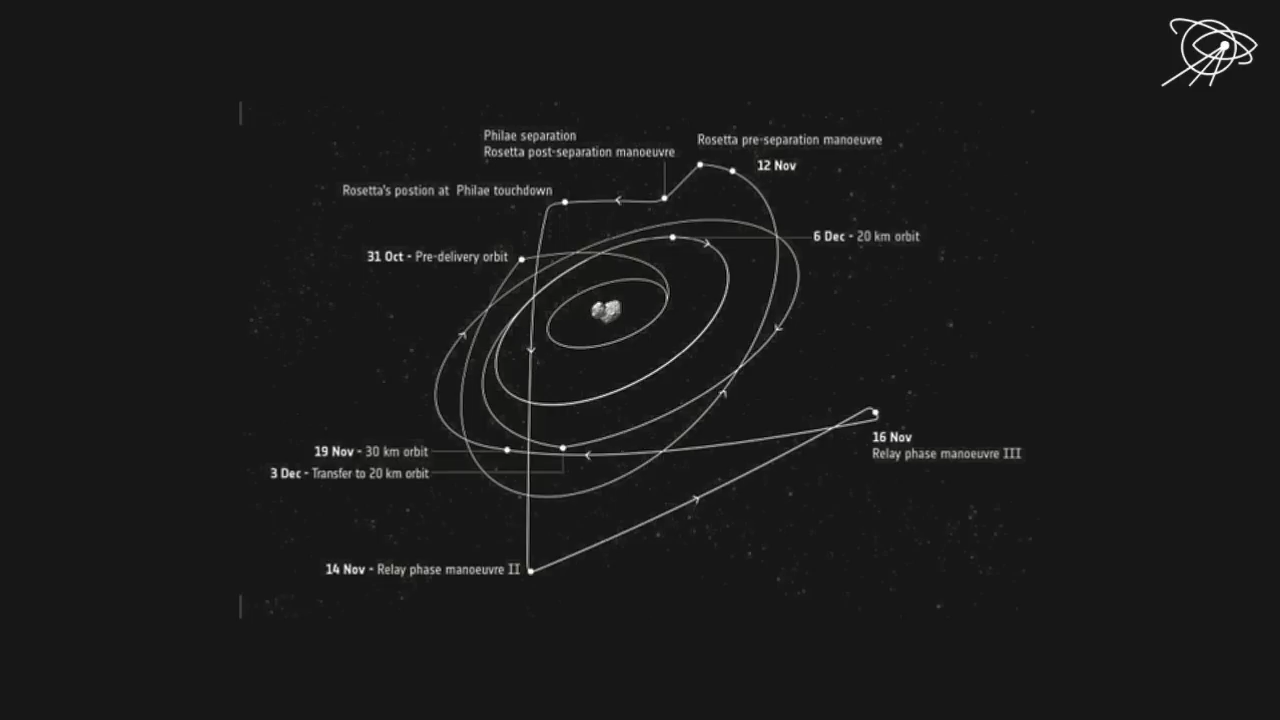 Philae separation
Rosetta post-separation manoeuvre
Rosetta pre-separation manoeuvre
12 Nov
Rosetta's postion at Philae touchdown
6 Dec - 20 km orbit
31 Oct - Pre-delivery orbit
16 Nov
Relay phase manoeuvre III
19 Nov - 30 km orbit
3 Dec - Transfer to 20 km orbit
14 Nov - Relay phase manoeuvre II